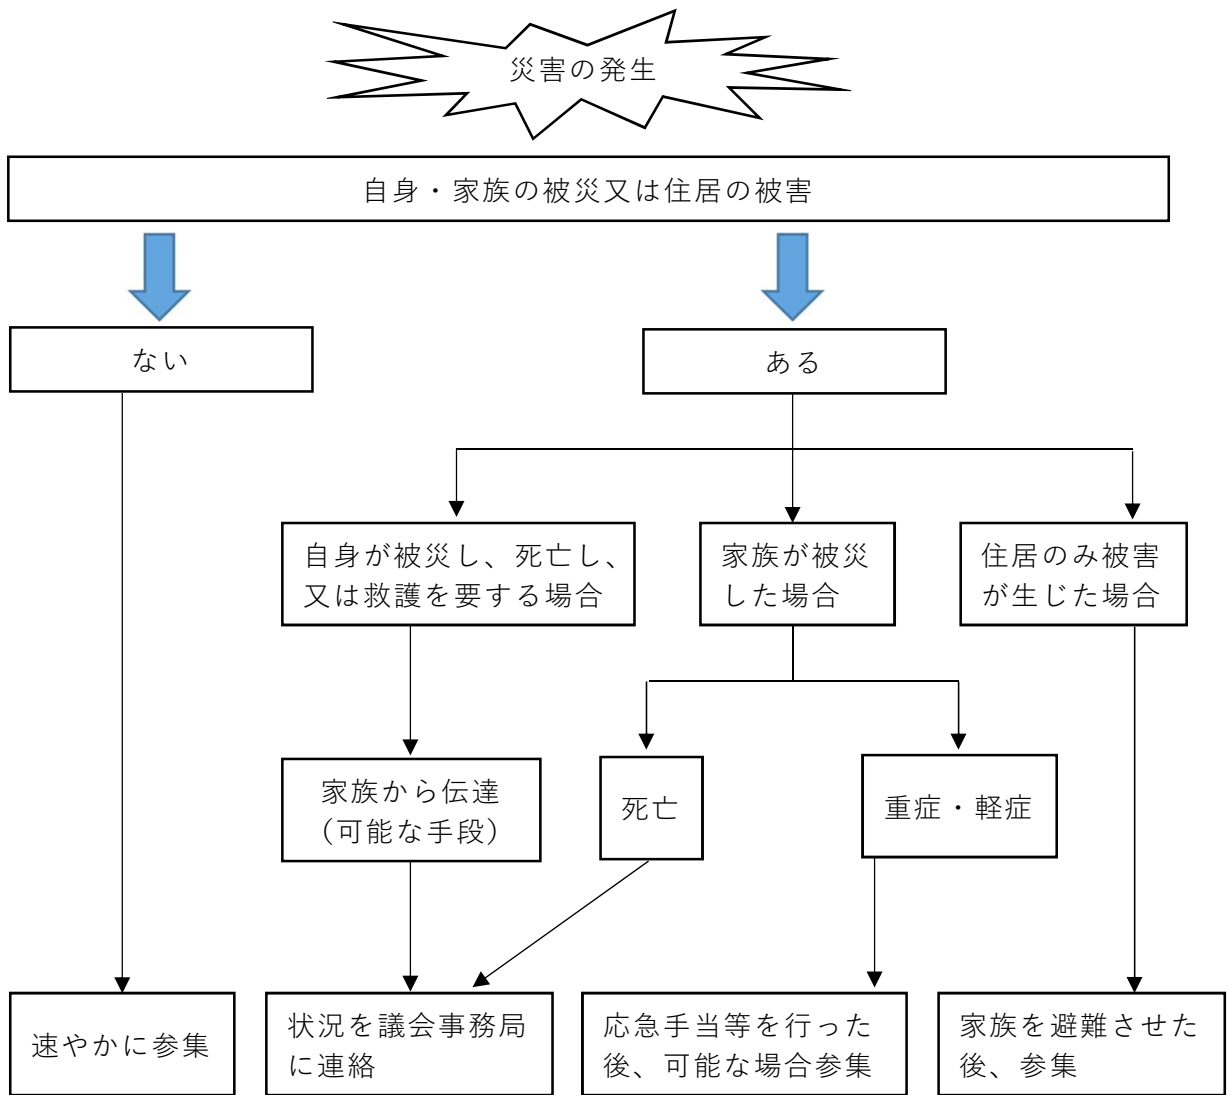 災害の発生
自身・家族の被災又は住居の被害
ない
ある
自身が被災し、死亡し、
又は救護を要する場合
家族が被災
した場合
住居のみ被害
が生じた場合
家族から伝達
(可能な手段)
死亡
重症・軽症
速やかに参集
状況を議会事務局
に連絡
応急手当等を行った
後、可能な場合参集
家族を避難させた
後、参集